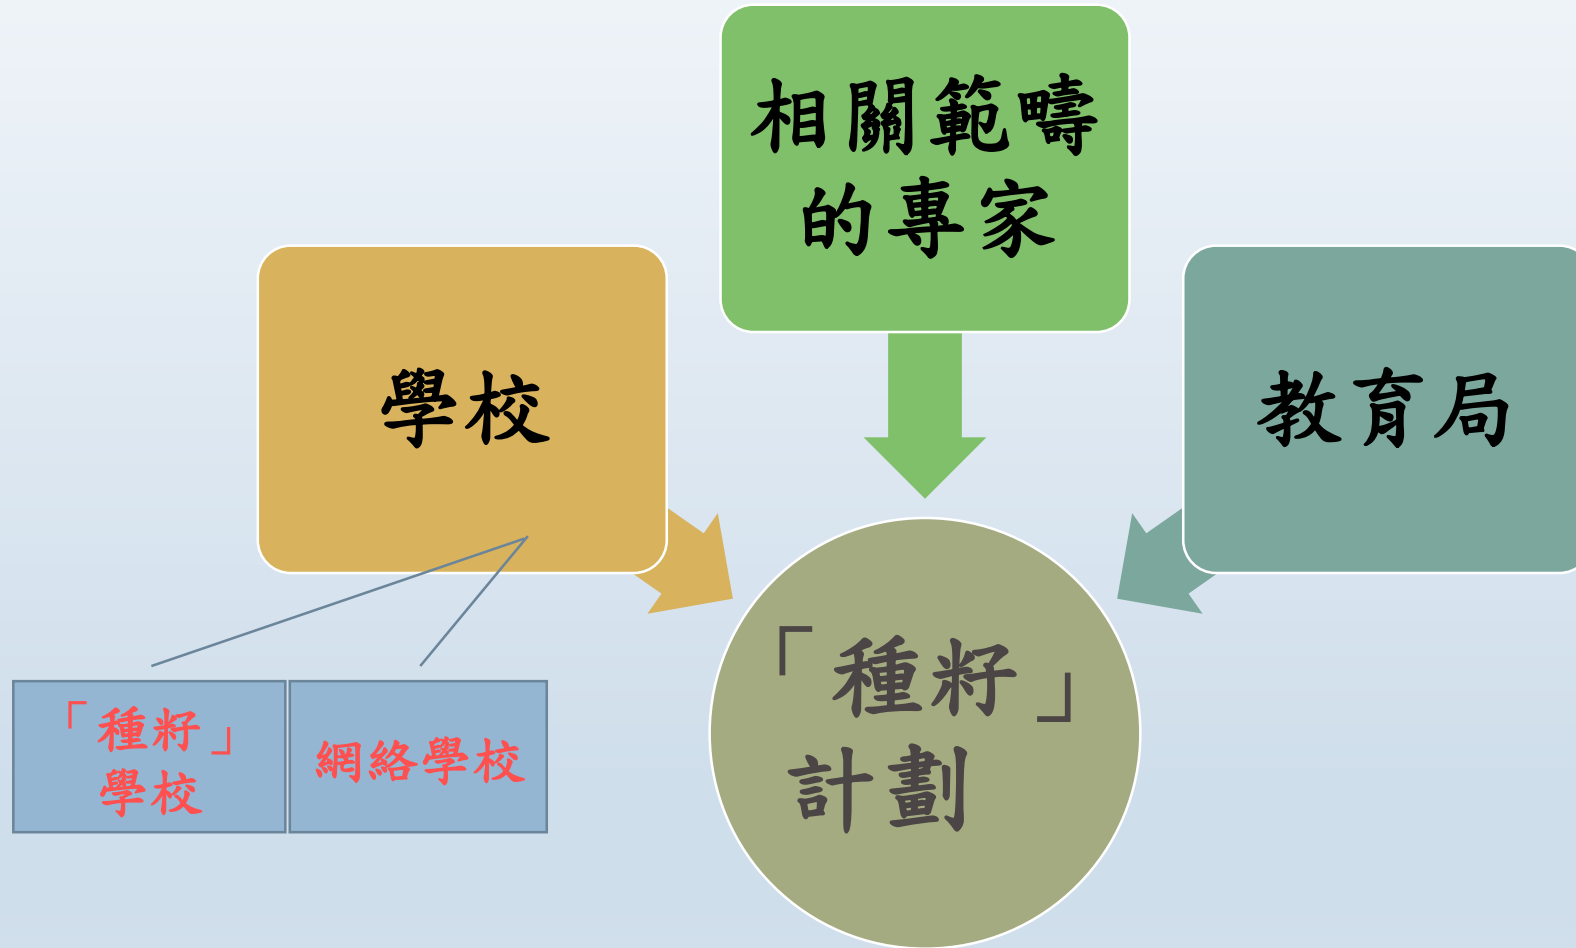 相關範疇
的專家
學校
教育局
「種籽」
計劃
「種籽」
學校
網絡學校